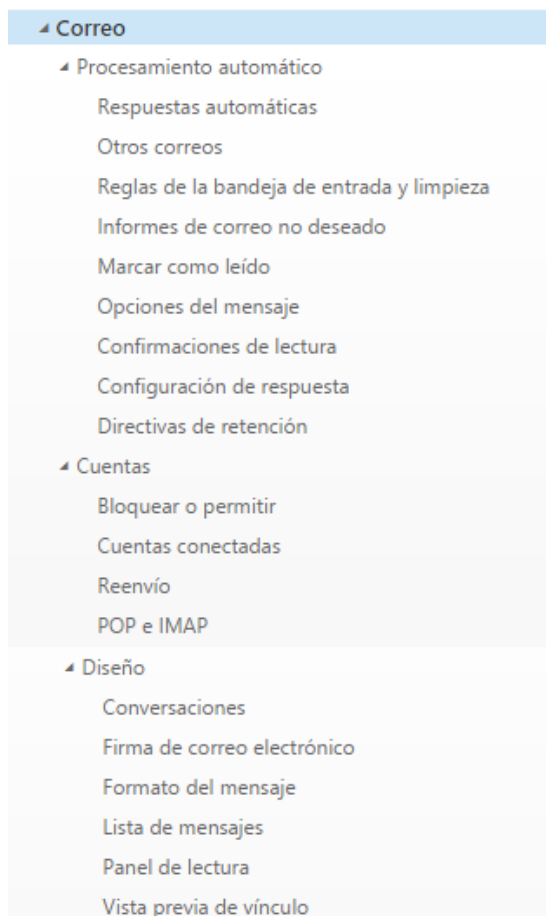 Correo
Procesamiento automático
Respuestas automáticas
Otros correos
Reglas de la bandeja de entrada y limpieza
Informes de correo no deseado
Marcar como leído
Opciones del mensaje
Confirmaciones de lectura
Configuración de respuesta
Directivas de retención
Cuentas
Bloquear o permitir
Cuentas conectadas
Reenvío
POP e IMAP
Diseño
Conversaciones
Firma de correo electrónico
Formato del mensaje
Lista de mensajes
Panel de lectura
Vista previa de vínculo